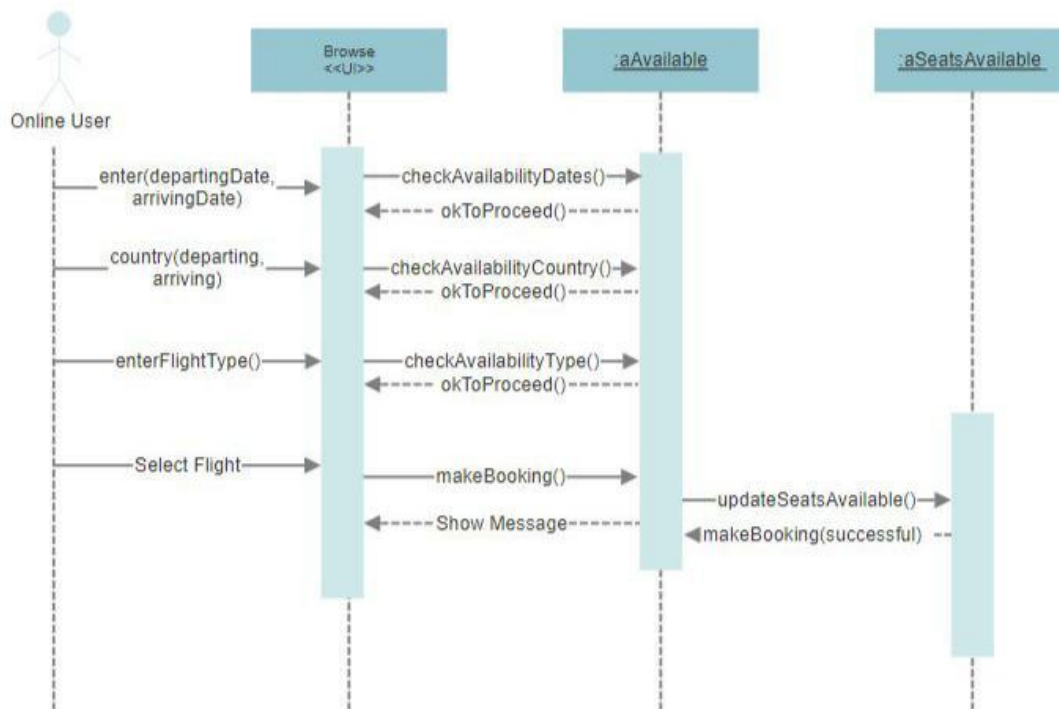 Browse
<<UI>>
:aAvailable
:aSeatsAvailable
Online User
enter(departingDate,
arrivingDate)
checkAvailabilityDates()
okToProceed()
country(departing,
arriving)
checkAvailabilityCountry()
okToProceed()
enterFlightType()
checkAvailabilityType()
okToProceed()
Select Flight
makeBooking()
updateSeatsAvailable()
Show Message
makeBooking(successful)